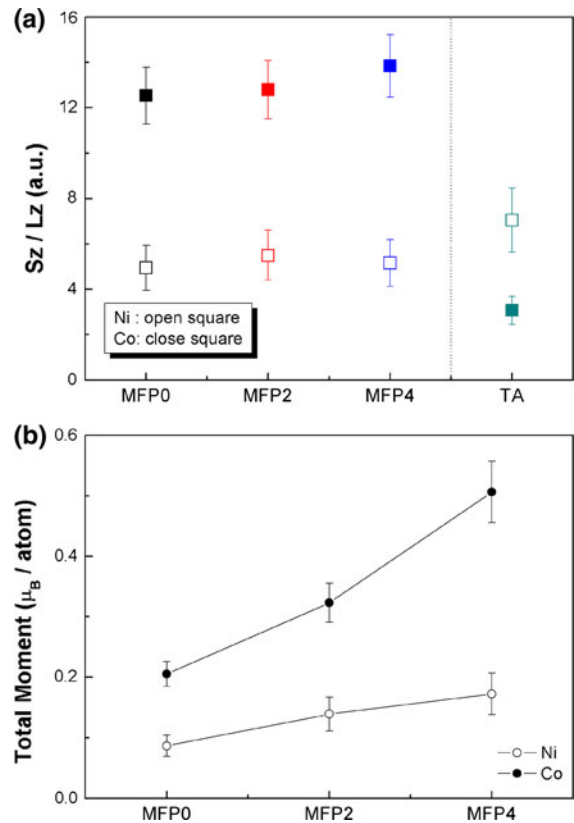 (a)
16
12
8
4
0
Sz / Lz (a.u.)
Ni : open square
Co: close square
MFP0 MFP2 MFP4 TA
(b)
0.6
0.4
0.2
0.0
Total Moment (μB / atom)
Ni
Co
MFP0 MFP2 MFP4